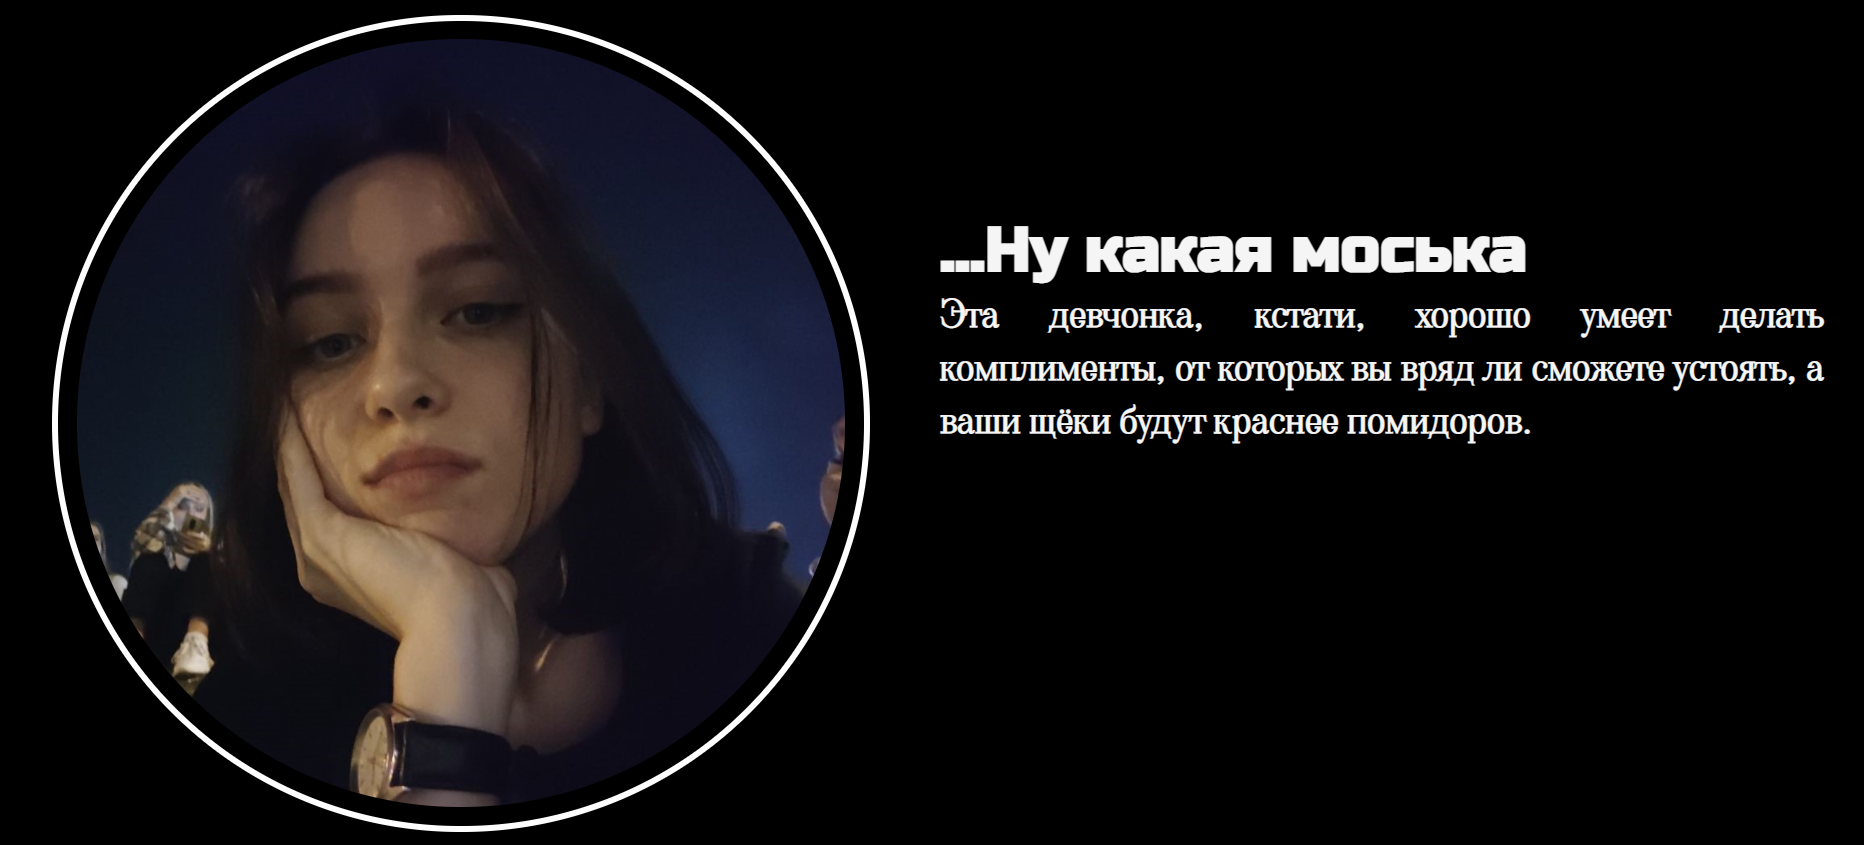 ...Ну какая моська
Эта девчонка, кстати, хорошо умеет делать
комплименты, от которых вы вряд ли сможете устоять, а
ваши щёки будут краснее помидоров.